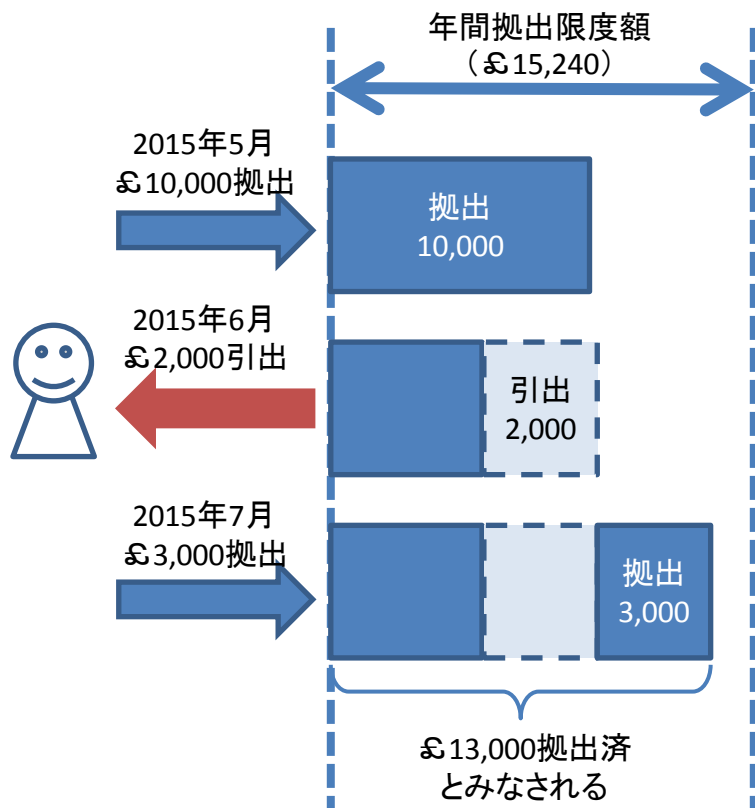 年間拠出限度額
（￡15,240）
2015年5月
￡10,000拠出
拠出
10,000
2015年6月
￡2,000引出
引出
2,000
2015年7月
￡3,000拠出
拠出
3,000
￡13,000拠出済
とみなされる